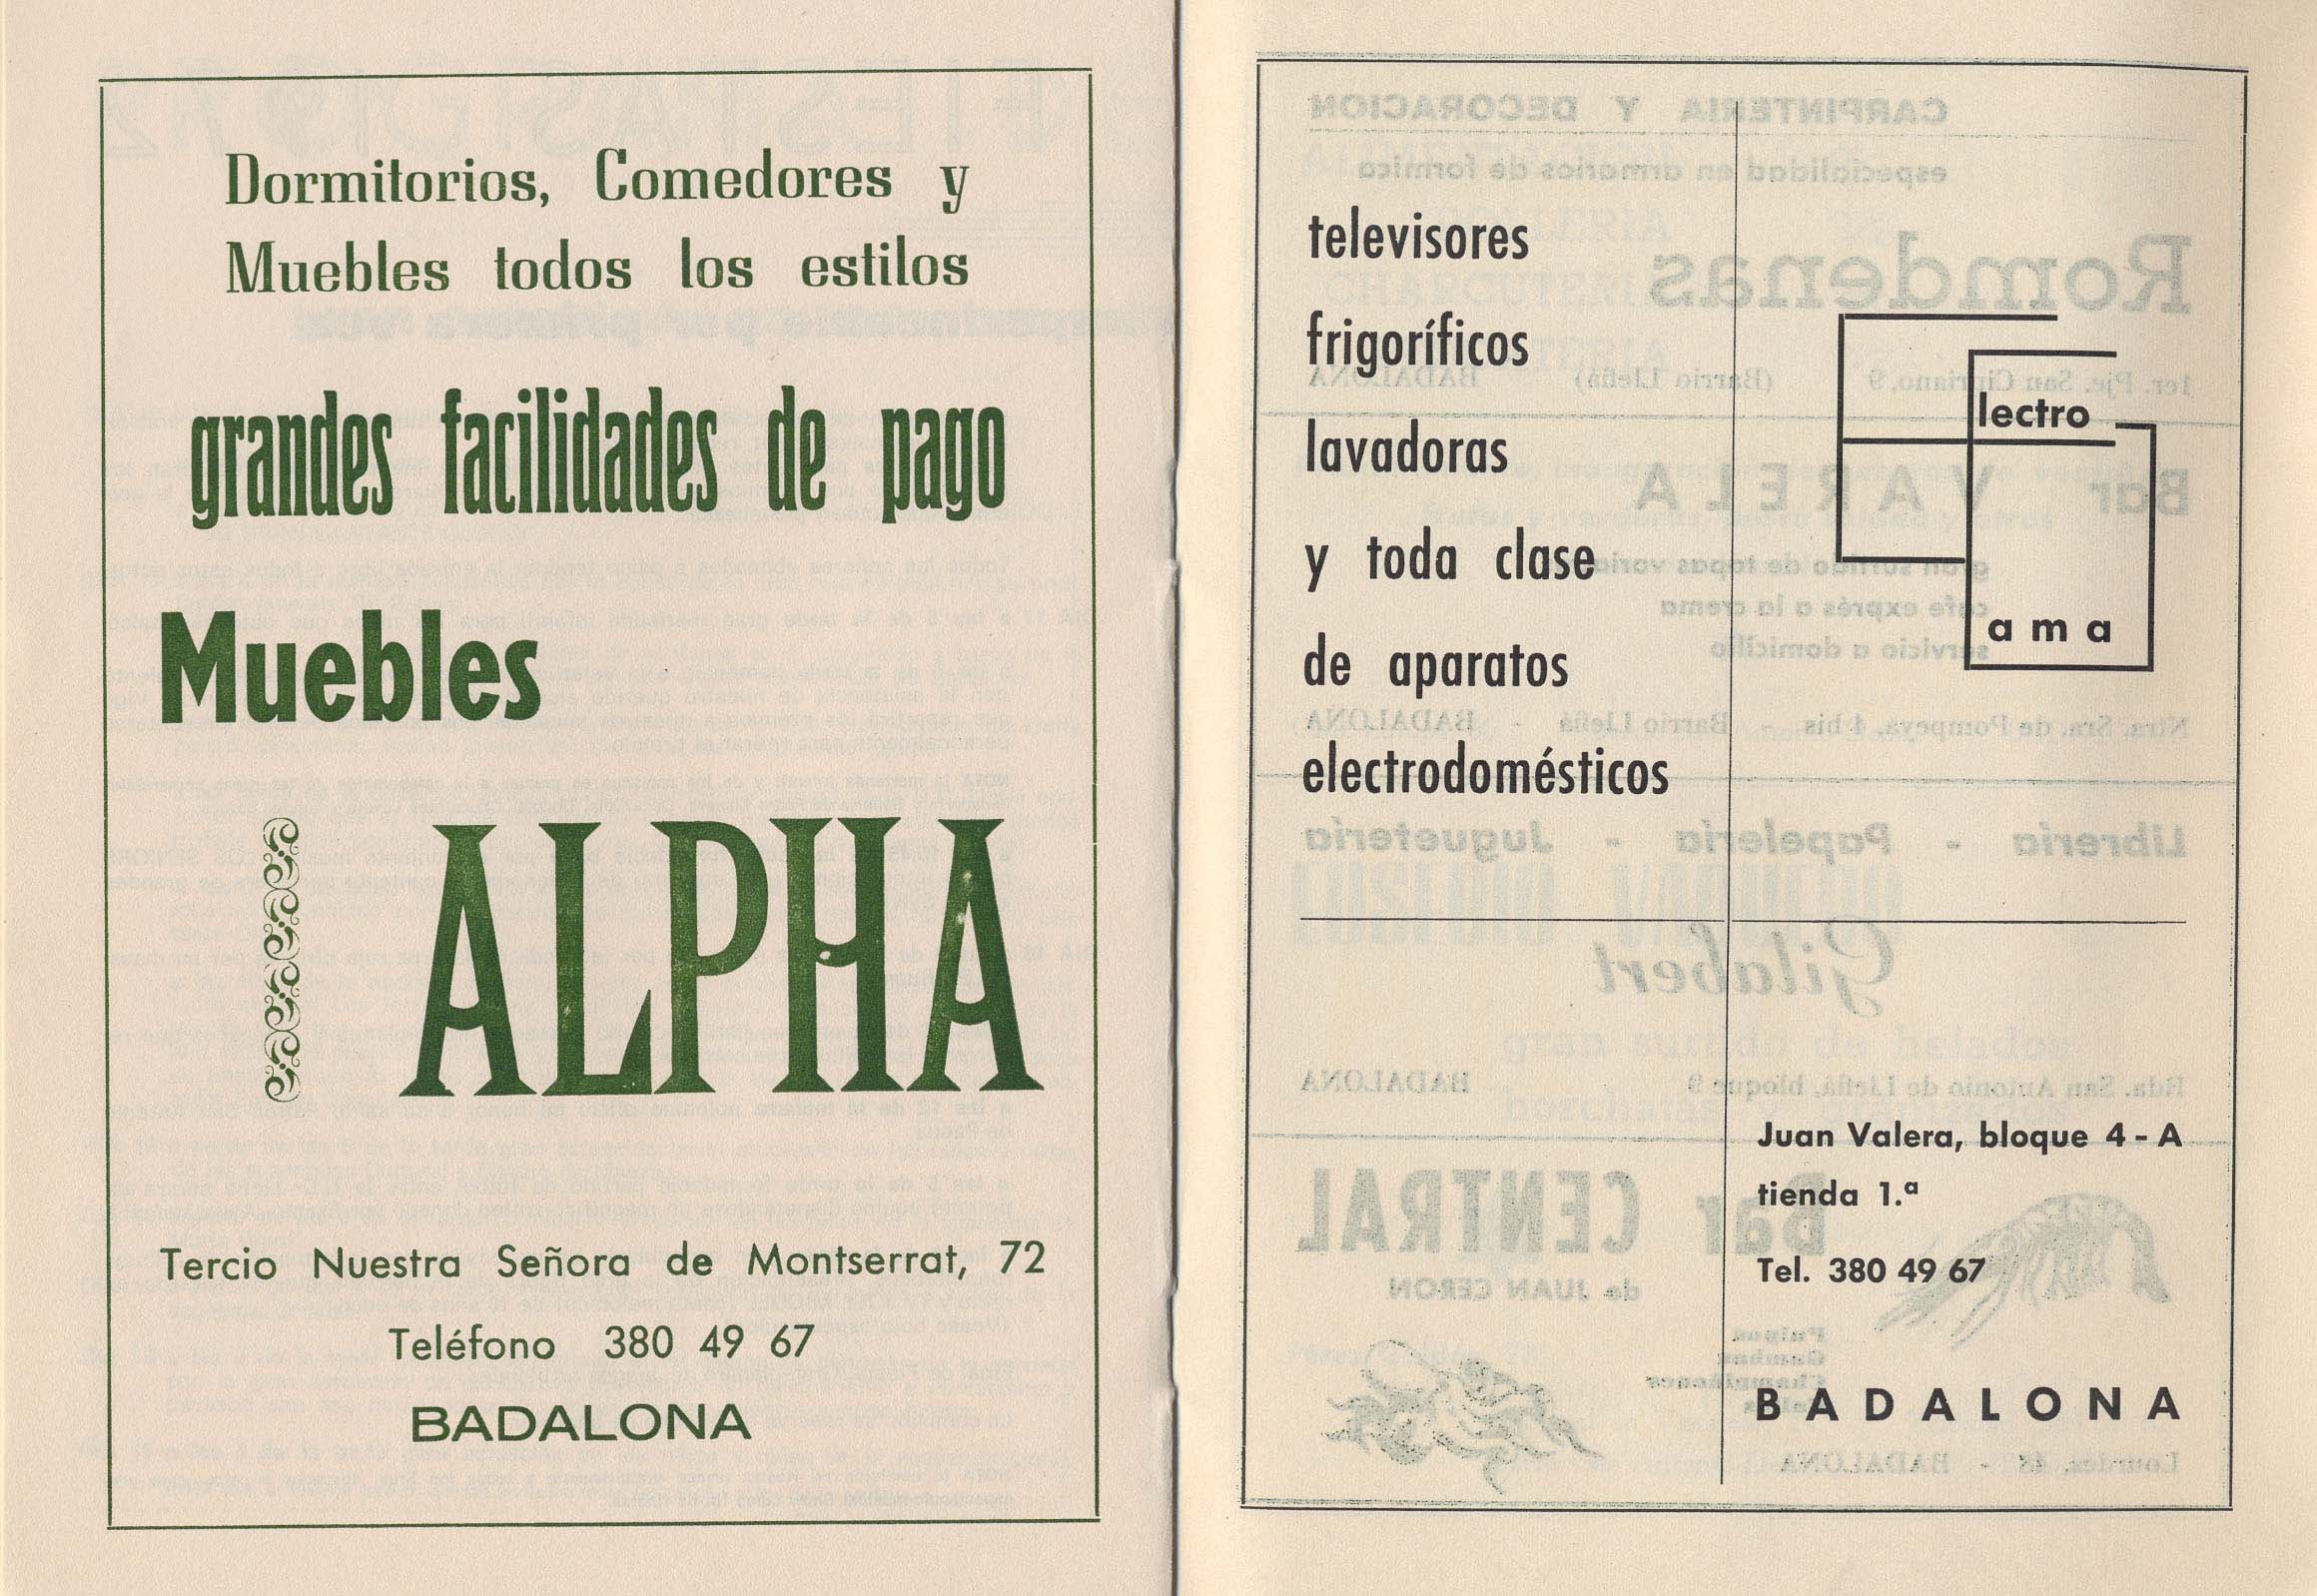 Dormitorios, Comedores y
Muebles todos los estilos
grandes facilidades de pago
Muebles
ALPHA
Tercio Nuestra Señora de Montserrat, 72
Teléfono 380 49 67
BADALONA
televisores
frigoríficos
lavadoras
y toda clase
de aparatos
electrodomésticos
Electro
Gama
Juan Valera, bloque 4 - A
tienda 1.ª
Tel. 380 49 67
BADALONA